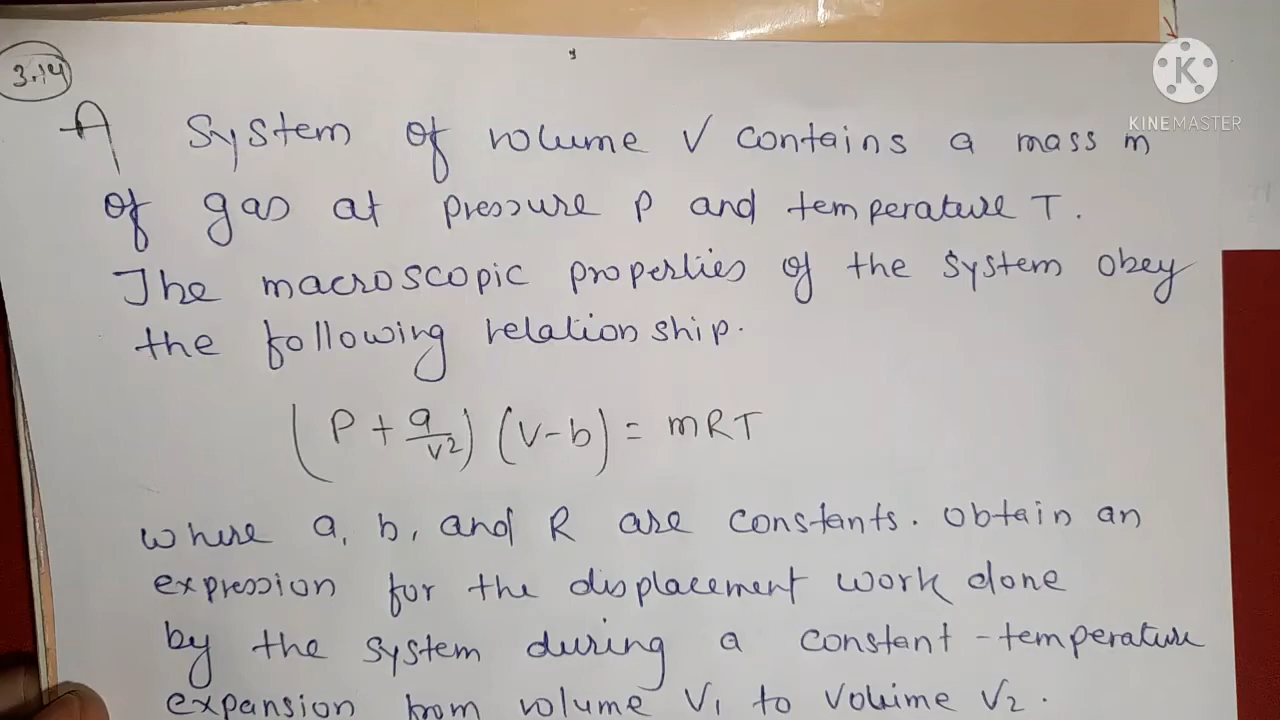 3.14
KINEMASTER
A system of volume V contains a mass m
of gas at pressure p and temperature T.
The macroscopic properties of the system obey
the following relationship.
(P + a/v2) (V-b) = mRT
where a, b, and R are constants. Obtain an
expression for the displacement work done
by the system during a constant-temperature
expansion from volume V1 to volume V2.